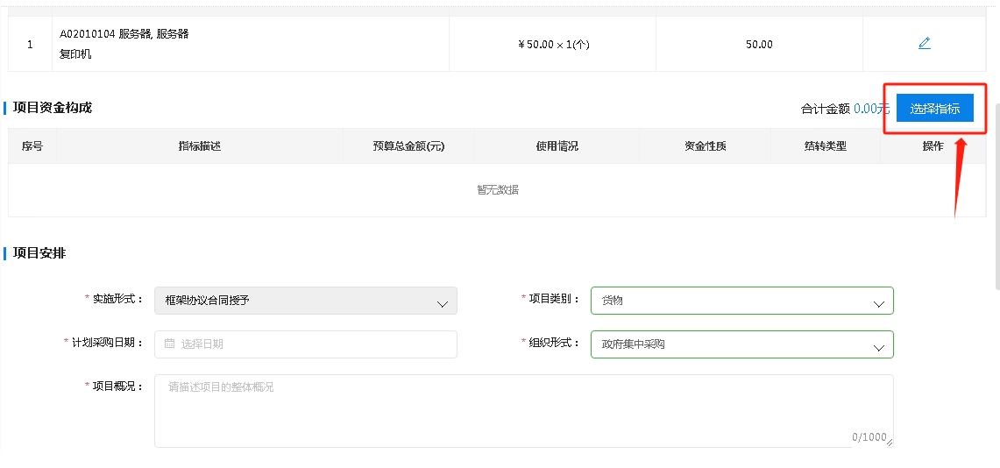 1 A02010104 服务器, 服务器 ￥50.00 × 1(个) 50.00
复印机
项目资金构成 合计金额 0.00元 选择指标
序号 指标描述 预算总金额(元) 使用情况 资金性质 结转类型 操作
暂无数据
项目安排
* 实施形式： 框架协议合同授予 * 项目类别： 货物
* 计划采购日期： 选择日期 * 组织形式： 政府集中采购
* 项目概况： 请描述项目的整体概况
0/1000